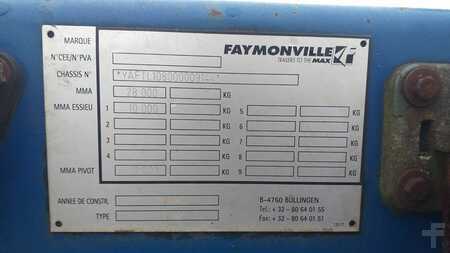 MARQUE
FAYMONVILLE
TRAILERS TO THE MAX
N°CEE/N°PVA
CHASSIS N°
MMA 28 000 KG
MMA ESSIEU 1 10 000 KG 5 KG
2 KG 6 KG
3 KG 7 KG
4 KG 8 KG
MMA PIVOT KG 9 KG
ANNEE DE CONSTR.
TYPE
B-4760 BÜLLINGEN
Tel.: + 32 - 80 64 01 55
Fax: + 32 - 80 64 01 51